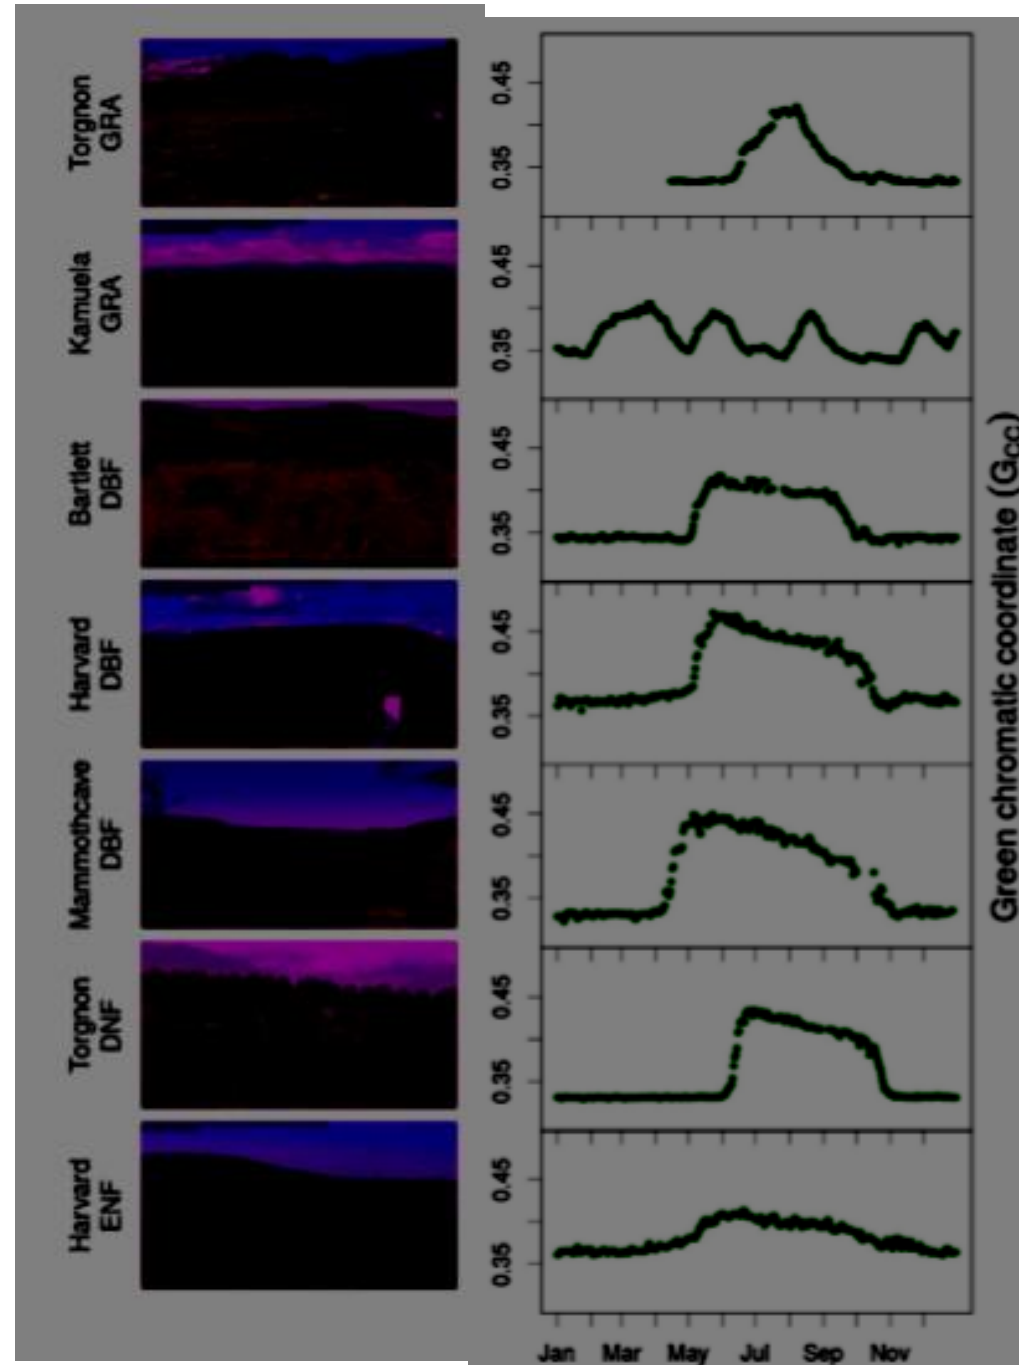 Torgnon
GRA
0.45
0.35
Kamuela
GRA
0.45
0.35
Bartlett
DBF
0.45
0.35
Harvard
DBF
0.45
0.35
Mammothcave
DBF
0.45
0.35
Torgnon
DNF
0.45
0.35
Harvard
ENF
0.45
0.35
Jan Mar May Jul Sep Nov
Green chromatic coordinate (GCC)